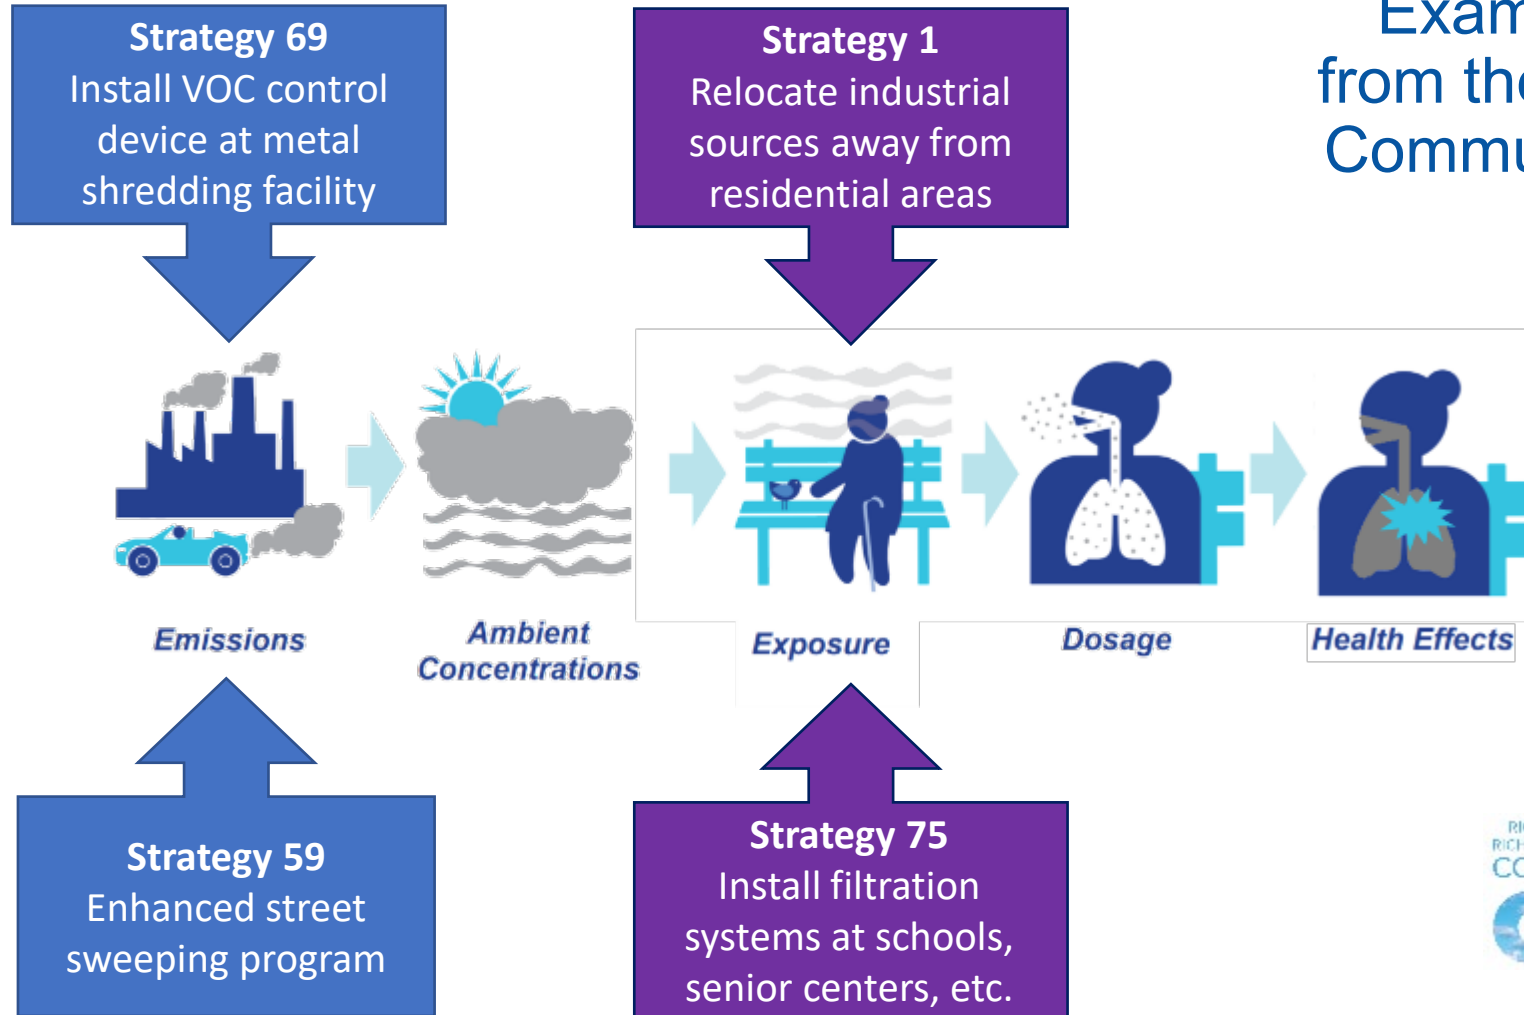 Strategy 69
Install VOC control
device at metal
shredding facility
Strategy 1
Relocate industrial
sources away from
residential areas
from
Emissions
Ambient
Concentrations
Exposure
Dosage
Health Effects
Strategy 59
Enhanced street
sweeping program
Strategy 75
Install filtration
systems at schools,
senior centers, etc.